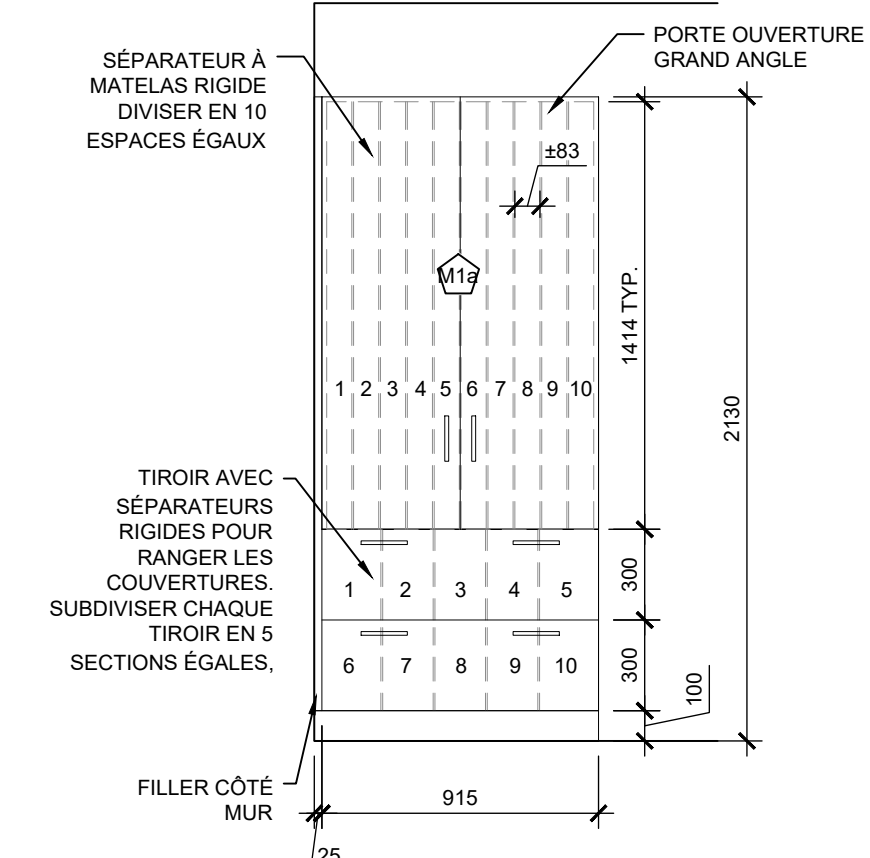 SÉPARATEUR À
MATELAS RIGIDE
DIVISER EN 10
ESPACES ÉGAUX
PORTE OUVERTURE
GRAND ANGLE
±83
M1a
1414 TYP.
2130
1 2 3 4 5 6 7 8 9 10
TIROIR AVEC
SÉPARATEURS
RIGIDES POUR
RANGER LES
COUVERTURES.
SUBDIVISER CHAQUE
TIROIR EN 5
SECTIONS ÉGALES,
1 2 3 4 5
300
6 7 8 9 10
300
100
FILLER CÔTÉ
MUR
915
25